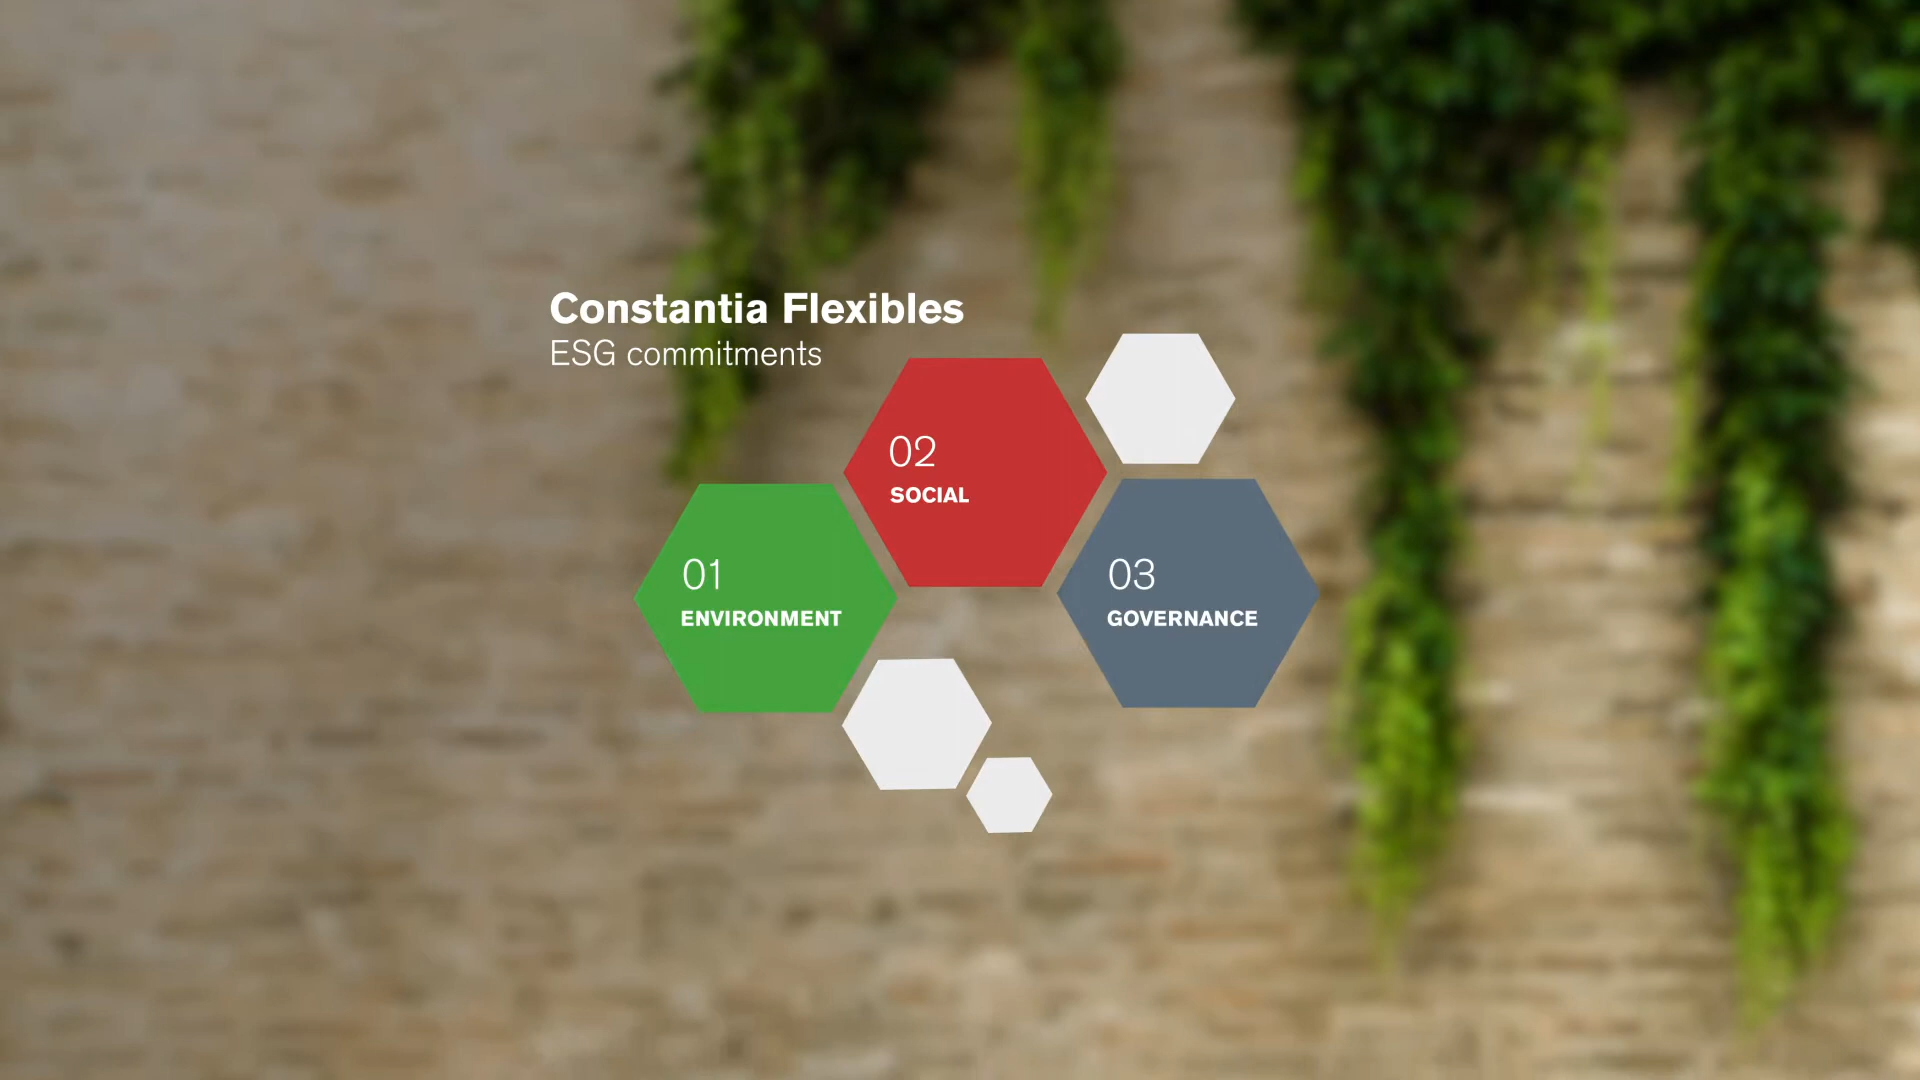 Constantia Flexibles
ESG commitments
02
SOCIAL
01
ENVIRONMENT
03
GOVERNANCE